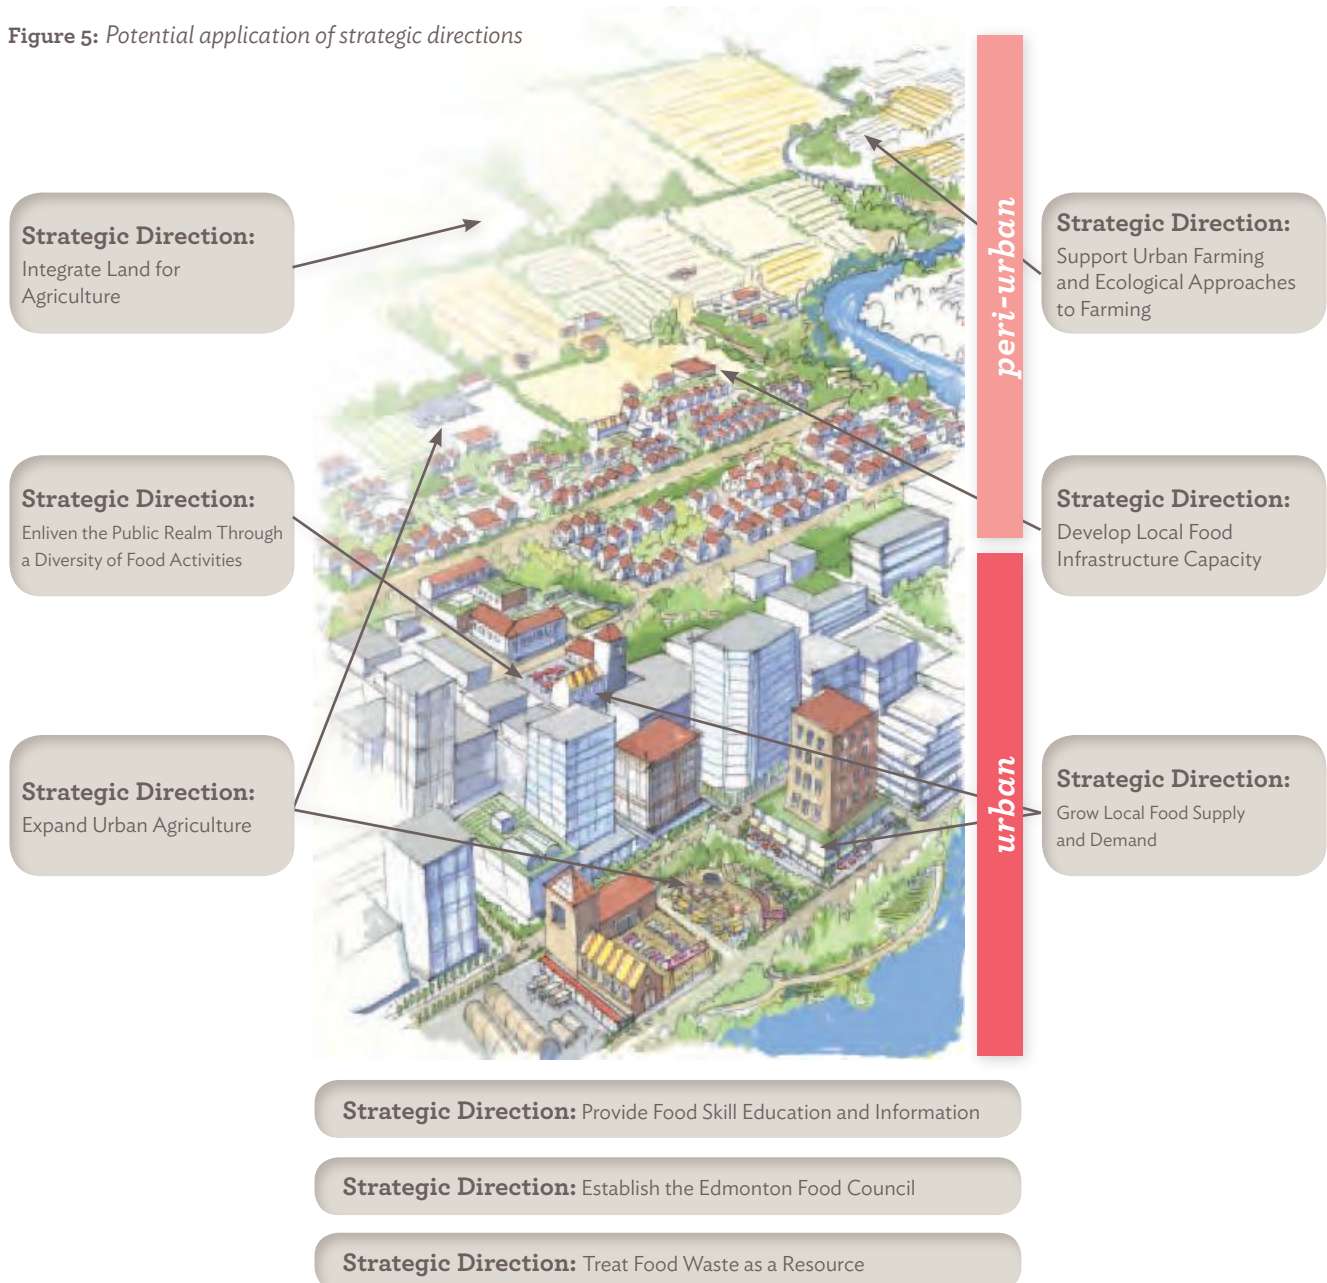 Figure 5: Potential application of strategic directions
Strategic Direction:
Integrate Land for
Agriculture
Strategic Direction:
Enliven the Public Realm Through
a Diversity of Food Activities
Strategic Direction:
Expand Urban Agriculture
peri-urban
urban
Strategic Direction:
Support Urban Farming
and Ecological Approaches
to Farming
Strategic Direction:
Develop Local Food
Infrastructure Capacity
Strategic Direction:
Grow Local Food Supply
and Demand
Strategic Direction: Provide Food Skill Education and Information
Strategic Direction: Establish the Edmonton Food Council
Strategic Direction: Treat Food Waste as a Resource